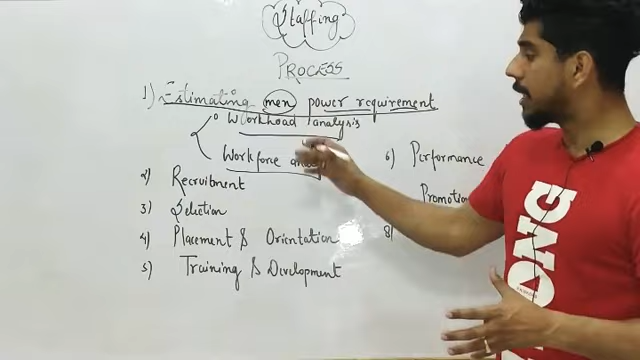 Staffing
PROCESS
1) Estimating men power requirement
Workload analysis
Workforce
2) Recruitment
3) Selection
4) Placement & Orientation
5) Training & Development
6) Performance
Promotion
8)
ONG